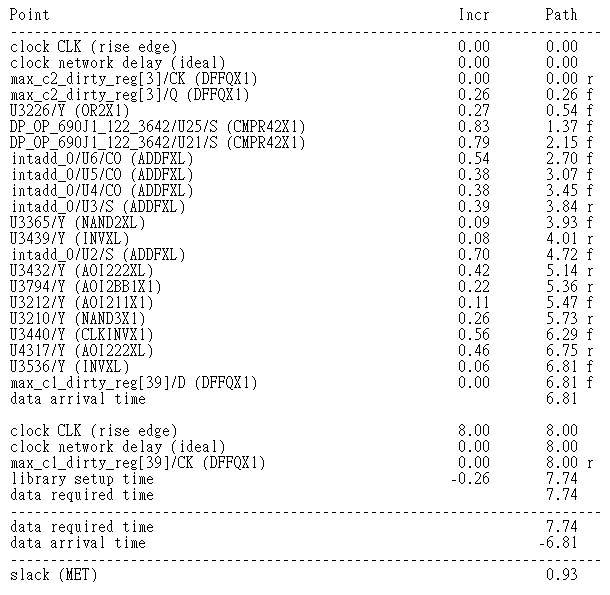 Point Incr Path
--------------------------------------------------------------------------
clock CLK (rise edge) 0.00 0.00
clock network delay (ideal) 0.00 0.00
max_c2_dirty_reg[3]/CK (DFFQX1) 0.00 0.00 r
max_c2_dirty_reg[3]/Q (DFFQX1) 0.26 0.26 f
U3226/Y (OR2X1) 0.27 0.54 f
DP_OP_690J1_122_3642/U25/S (CMPR42X1) 0.83 1.37 f
DP_OP_690J1_122_3642/U21/S (CMPR42X1) 0.79 2.15 f
intadd_0/U6/CO (ADDFXL) 0.54 2.70 f
intadd_0/U5/CO (ADDFXL) 0.38 3.07 f
intadd_0/U4/CO (ADDFXL) 0.38 3.45 f
intadd_0/U3/S (ADDFXL) 0.39 3.84 r
U3365/Y (NAND2XL) 0.09 3.93 f
U3439/Y (INVXL) 0.08 4.01 r
intadd_0/U2/S (ADDFXL) 0.70 4.72 f
U3432/Y (AOI222XL) 0.42 5.14 r
U3794/Y (AOI2BB1X1) 0.22 5.36 r
U3212/Y (AOI211X1) 0.11 5.47 f
U3210/Y (NAND3X1) 0.26 5.73 r
U3440/Y (CLKINVX1) 0.56 6.29 f
U4317/Y (AOI222XL) 0.46 6.75 r
U3536/Y (INVXL) 0.06 6.81 f
max_c1_dirty_reg[39]/D (DFFQX1) 0.00 6.81 f
data arrival time 6.81
clock CLK (rise edge) 8.00 8.00
clock network delay (ideal) 0.00 8.00
max_c1_dirty_reg[39]/CK (DFFQX1) 0.00 8.00 r
library setup time -0.26 7.74
data required time 7.74
--------------------------------------------------------------------------
data required time 7.74
data arrival time -6.81
--------------------------------------------------------------------------
slack (MET) 0.93